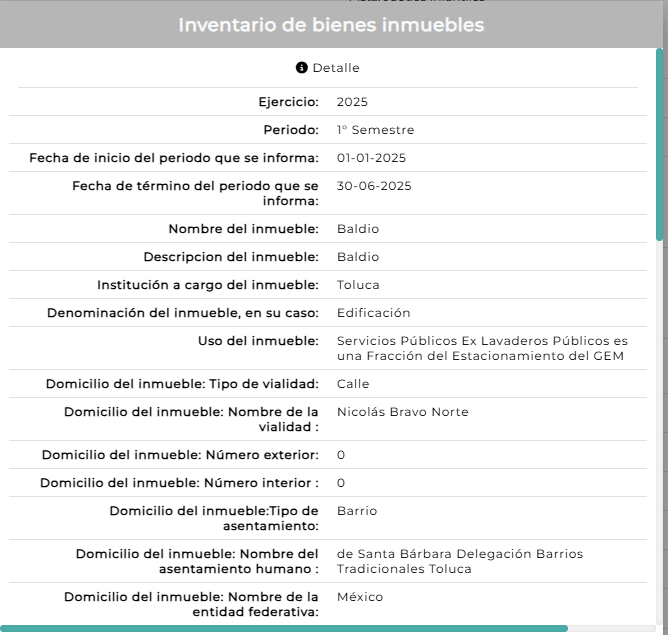 Inventario de bienes inmuebles
Detalle
Ejercicio: 2025
Periodo: 1° Semestre
Fecha de inicio del periodo que se informa: 01-01-2025
Fecha de término del periodo que se informa: 30-06-2025
Nombre del inmueble: Baldio
Descripcion del inmueble: Baldio
Institución a cargo del inmueble: Toluca
Denominación del inmueble, en su caso: Edificación
Uso del inmueble: Servicios Públicos Ex Lavaderos Públicos es
una Fracción del Estacionamiento del GEM
Domicilio del inmueble: Tipo de vialidad: Calle
Domicilio del inmueble: Nombre de la
vialidad : Nicolás Bravo Norte
Domicilio del inmueble: Número exterior: 0
Domicilio del inmueble: Número interior : 0
Domicilio del inmueble:Tipo de
asentamiento: Barrio
Domicilio del inmueble: Nombre del
asentamiento humano : de Santa Bárbara Delegación Barrios
Tradicionales Toluca
Domicilio del inmueble: Nombre de la
entidad federativa: México